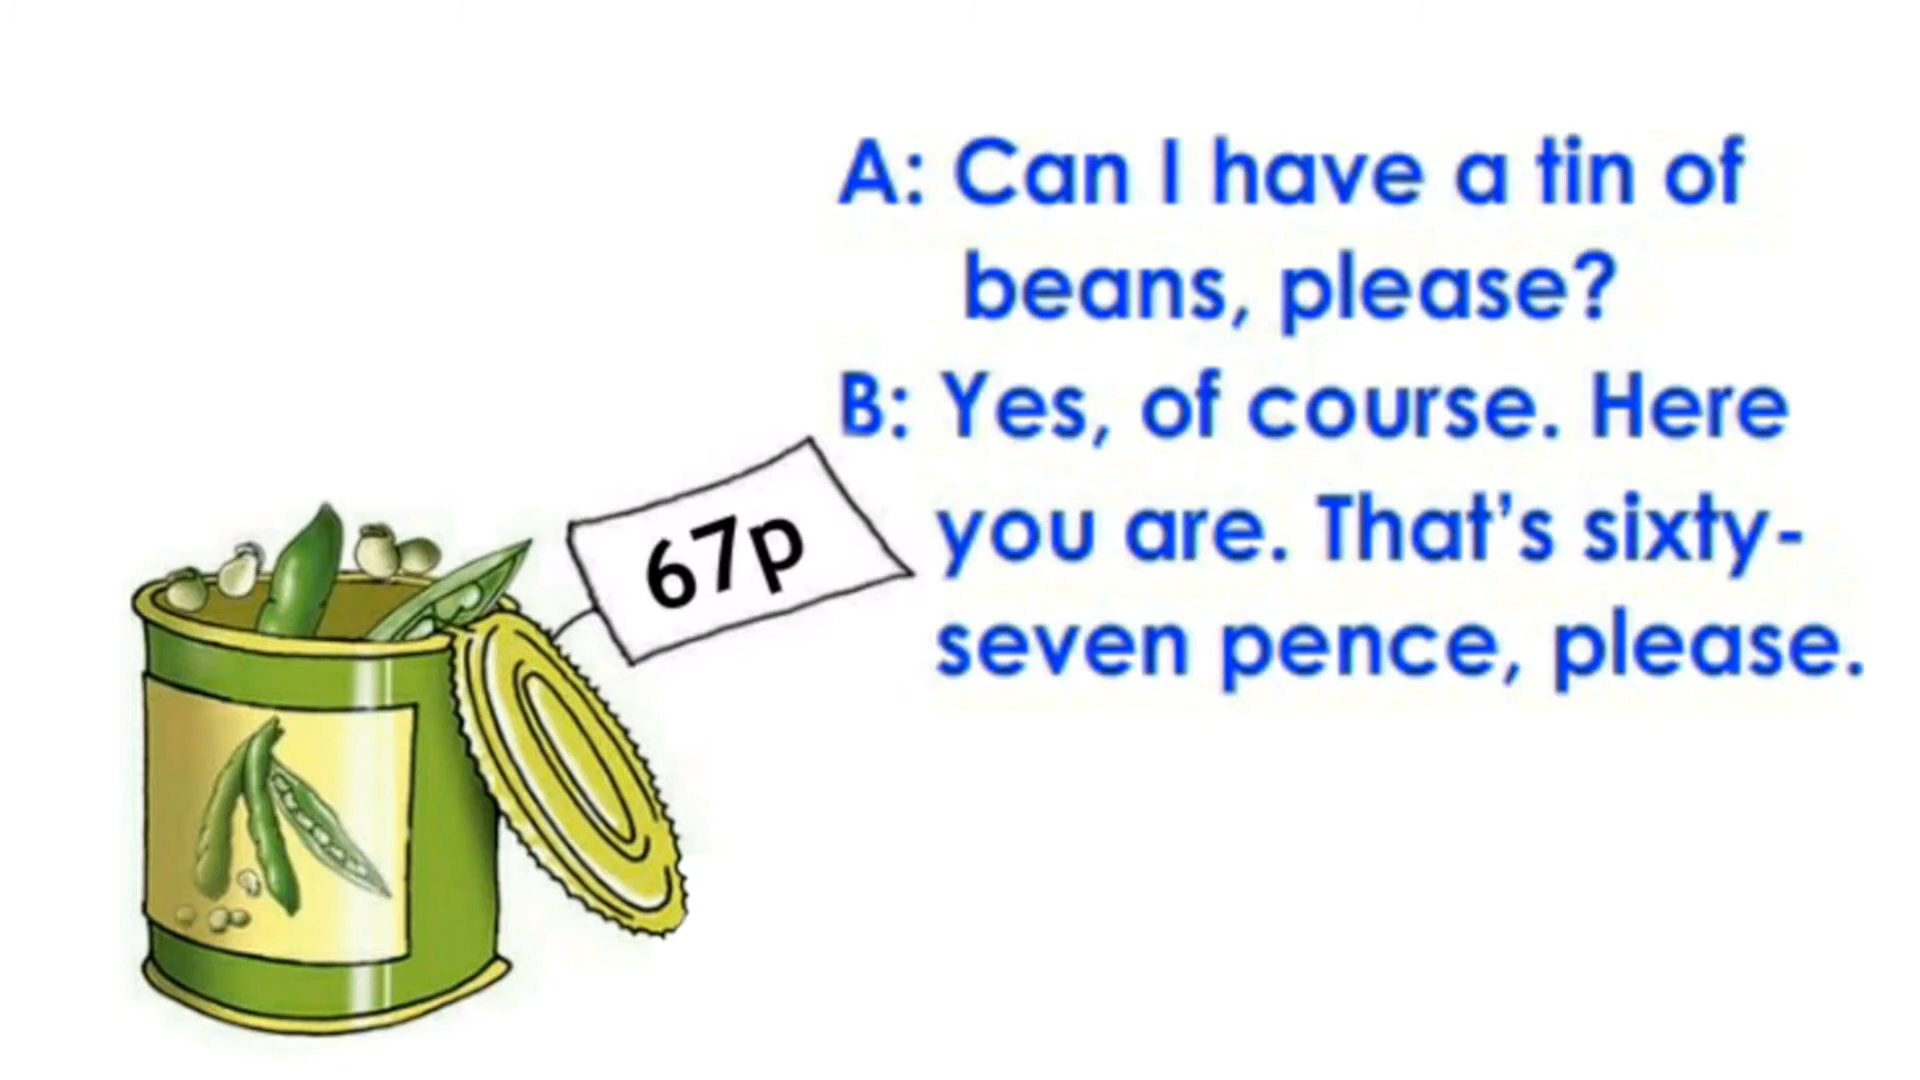 A: Can I have a tin of
beans, please?
B: Yes, of course. Here
you are. That's sixty-
seven pence, please.
67p